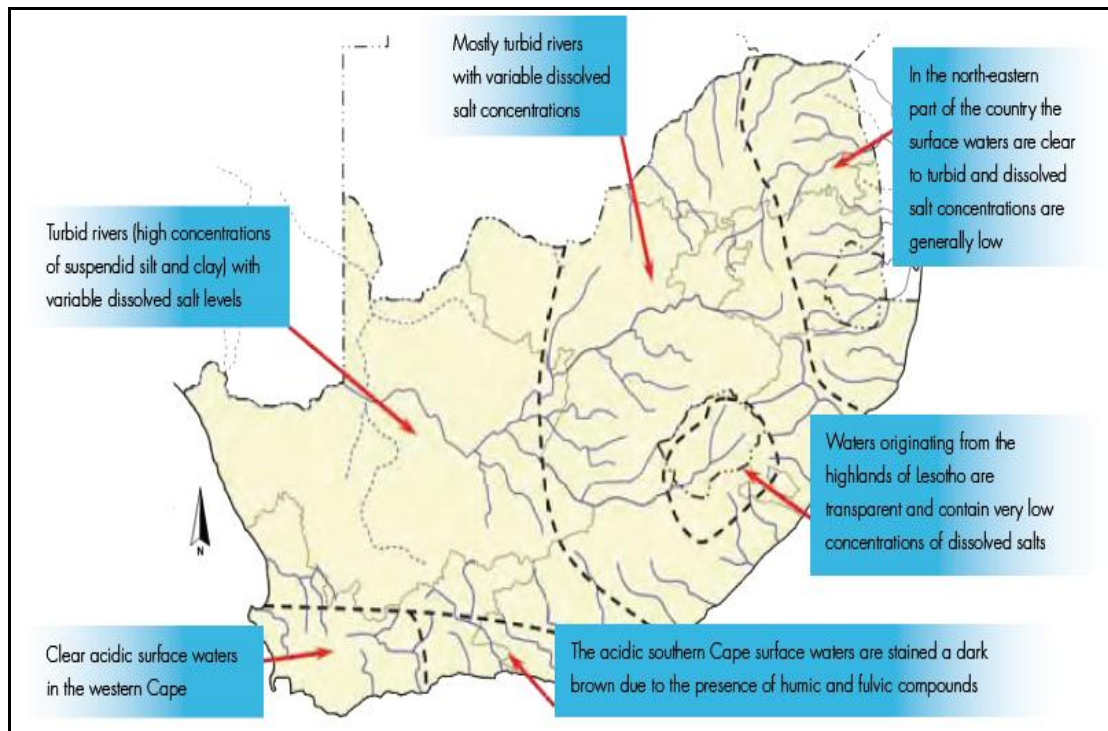 Mostly turbid rivers
with variable dissolved
salt concentrations
In the north-eastern
part of the country the
surface waters are clear
to turbid and dissolved
salt concentrations are
generally low
Turbid rivers (high concentrations
of suspendid silt and clay) with
variable dissolved salt levels
Waters originating from the
highlands of Lesotho are
transparent and contain very low
concentrations of dissolved salts
N
Clear acidic surface waters
in the western Cape
The acidic southern Cape surface waters are stained a dark
brown due to the presence of humic and fulvic compounds